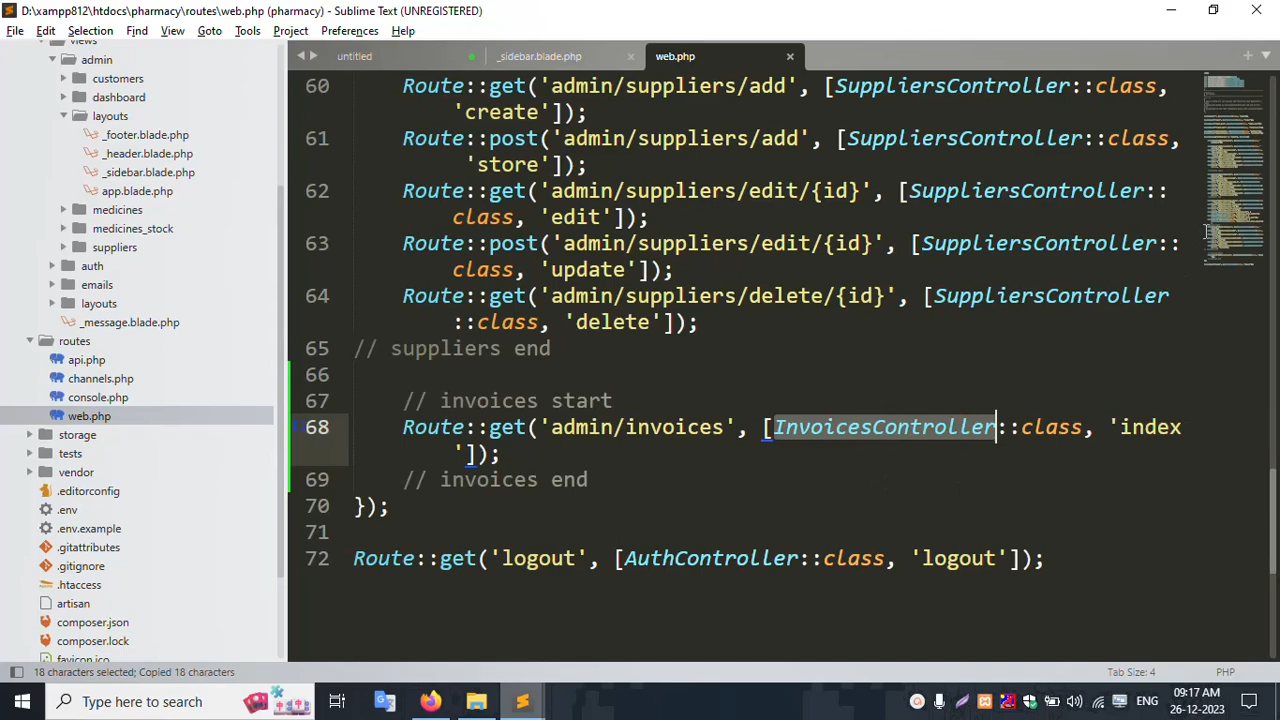 D:\xampp812\htdocs\pharmacy\routes\web.php (pharmacy) - Sublime Text (UNREGISTERED)
File Edit Selection Find View Goto Tools Project Preferences Help
views
admin
customers
dashboard
layouts
_footer.blade.php
_header.blade.php
_sidebar.blade.php
app.blade.php
medicines
medicines_stock
suppliers
auth
emails
layouts
_message.blade.php
routes
api.php
channels.php
console.php
web.php
storage
tests
vendor
.editorconfig
.env
.env.example
.gitattributes
.gitignore
.htaccess
artisan
composer.json
composer.lock
favicon.ico
untitled _sidebar.blade.php web.php
60 Route::get('admin/suppliers/add', [SuppliersController::class,
'create']);
61 Route::post('admin/suppliers/add', [SuppliersController::class,
'store']);
62 Route::get('admin/suppliers/edit/{id}', [SuppliersController::
class, 'edit']);
63 Route::post('admin/suppliers/edit/{id}', [SuppliersController::
class, 'update']);
64 Route::get('admin/suppliers/delete/{id}', [SuppliersController
::class, 'delete']);
65 // suppliers end
66
67 // invoices start
68 Route::get('admin/invoices', [InvoicesController::class, 'index
']);
69 // invoices end
70 });
71
72 Route::get('logout', [AuthController::class, 'logout']);
18 characters selected; Copied 18 characters Tab Size: 4 PHP
Type here to search
ENG
09:17 AM
26-12-2023